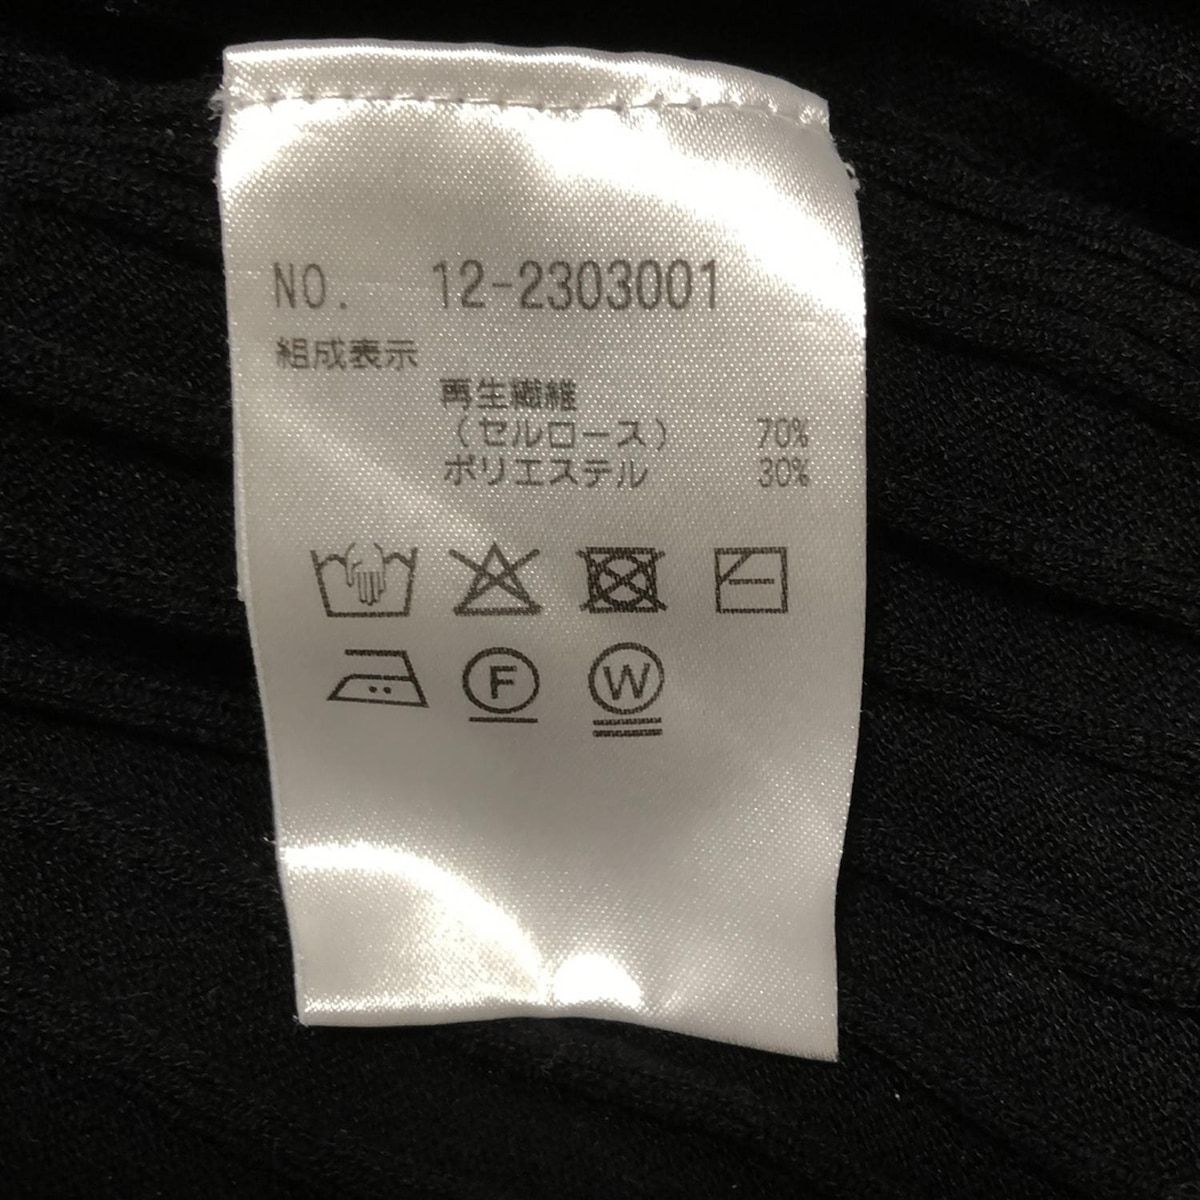 NO. 12-2303001
組成表示
再生繊維
(セルロース) 70%
ポリエステル 30%
F W